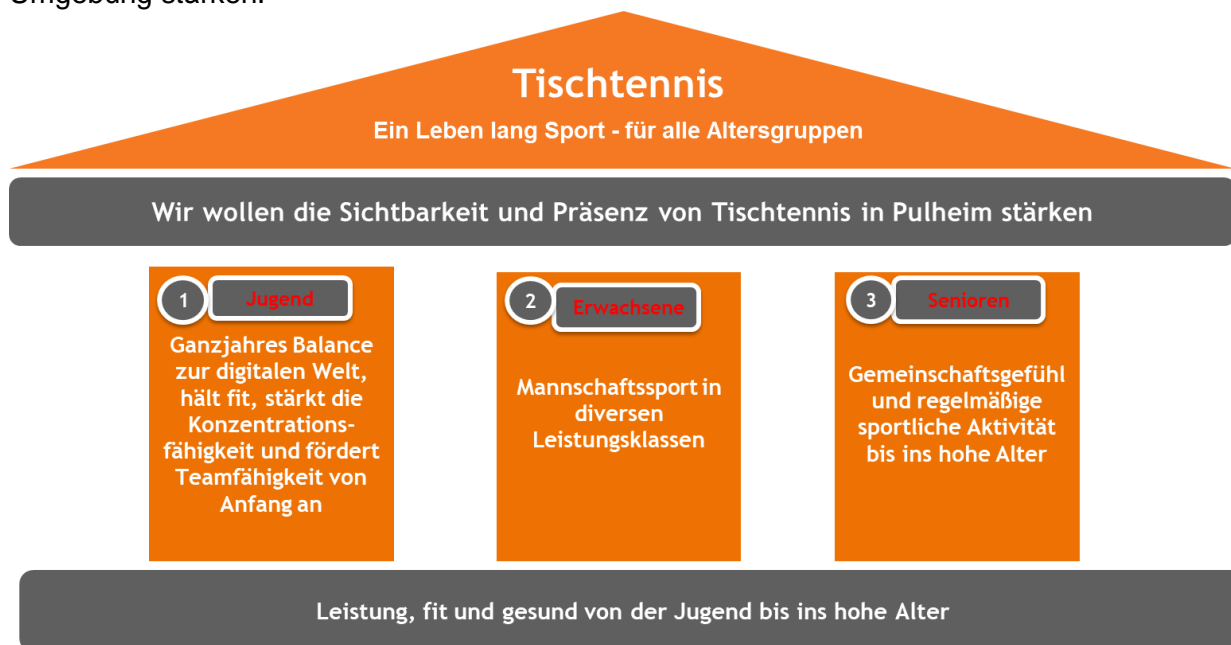 Umgebung stärken.
Tischtennis
Ein Leben lang Sport - für alle Altersgruppen
Wir wollen die Sichtbarkeit und Präsenz von Tischtennis in Pulheim stärken
1 Jugend
Ganzjahres Balance
zur digitalen Welt,
hält fit, stärkt die
Konzentrations-
fähigkeit und fördert
Teamfähigkeit von
Anfang an
2 Erwachsene
Mannschaftssport in
diversen
Leistungsklassen
3 Senioren
Gemeinschaftsgefühl
und regelmäßige
sportliche Aktivität
bis ins hohe Alter
Leistung, fit und gesund von der Jugend bis ins hohe Alter